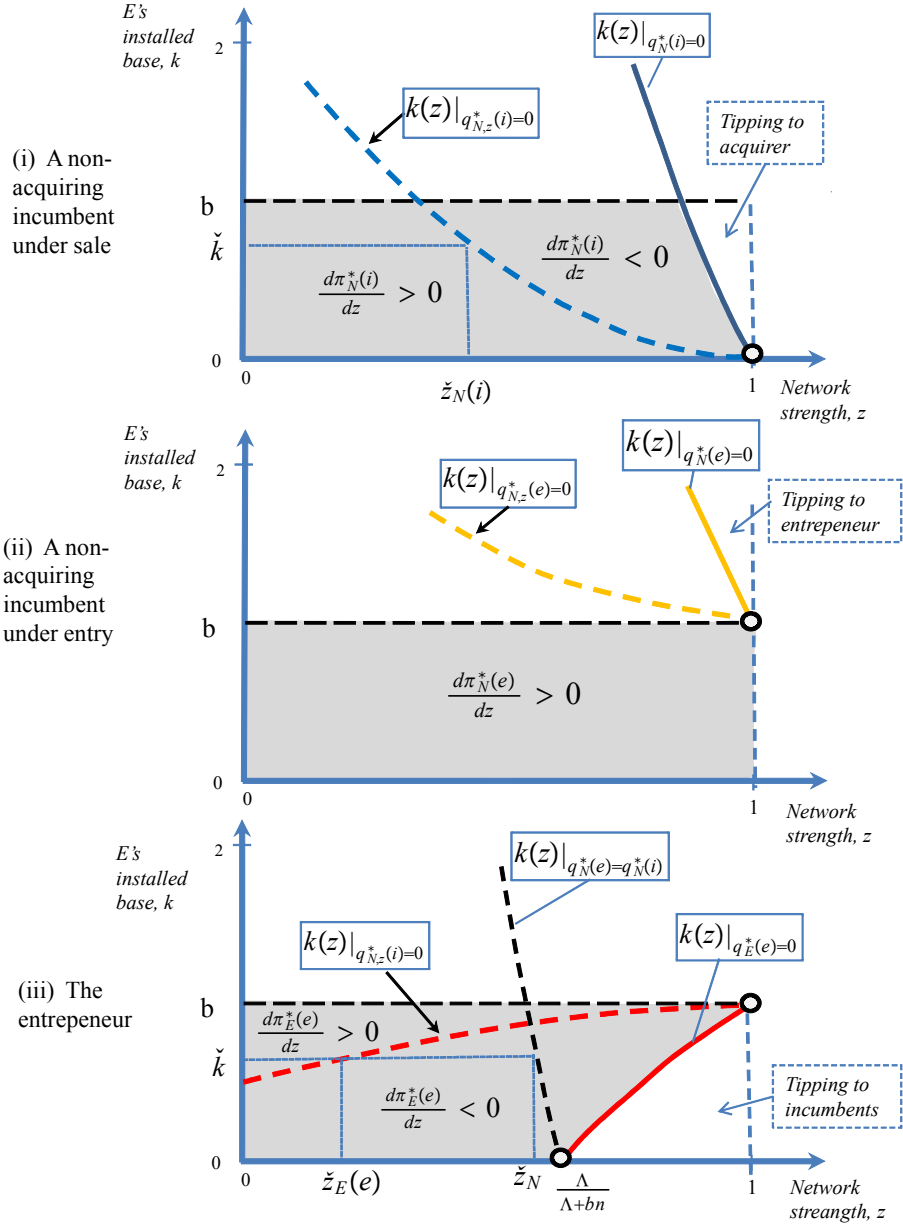 E's
installed
base, k
2
k(z)|q*N(i)=0
k(z)|q*N,z(i)=0
Tipping to
acquirer
(i) A non-
acquiring
incumbent
under sale
b
ǩ
dπ*N(i)/dz > 0
dπ*N(i)/dz < 0
0
0
žN(i)
1
Network
strength, z
E's
installed
base, k
2
k(z)|q*N,z(e)=0
k(z)|q*N(e)=0
Tipping to
entrepeneur
(ii) A non-
acquiring
incumbent
under entry
b
dπ*N(e)/dz > 0
0
0
1
Network
strength, z
E's
installed
base, k
2
k(z)|q*N(e)=q*N(i)
k(z)|q*N,z(i)=0
k(z)|q*E(e)=0
(iii) The
entrepeneur
b
dπ*E(e)/dz > 0
ǩ
dπ*E(e)/dz < 0
Tipping to
incumbents
0
0
žE(e)
žN
Λ/Λ+bn
1
Network
streangth, z